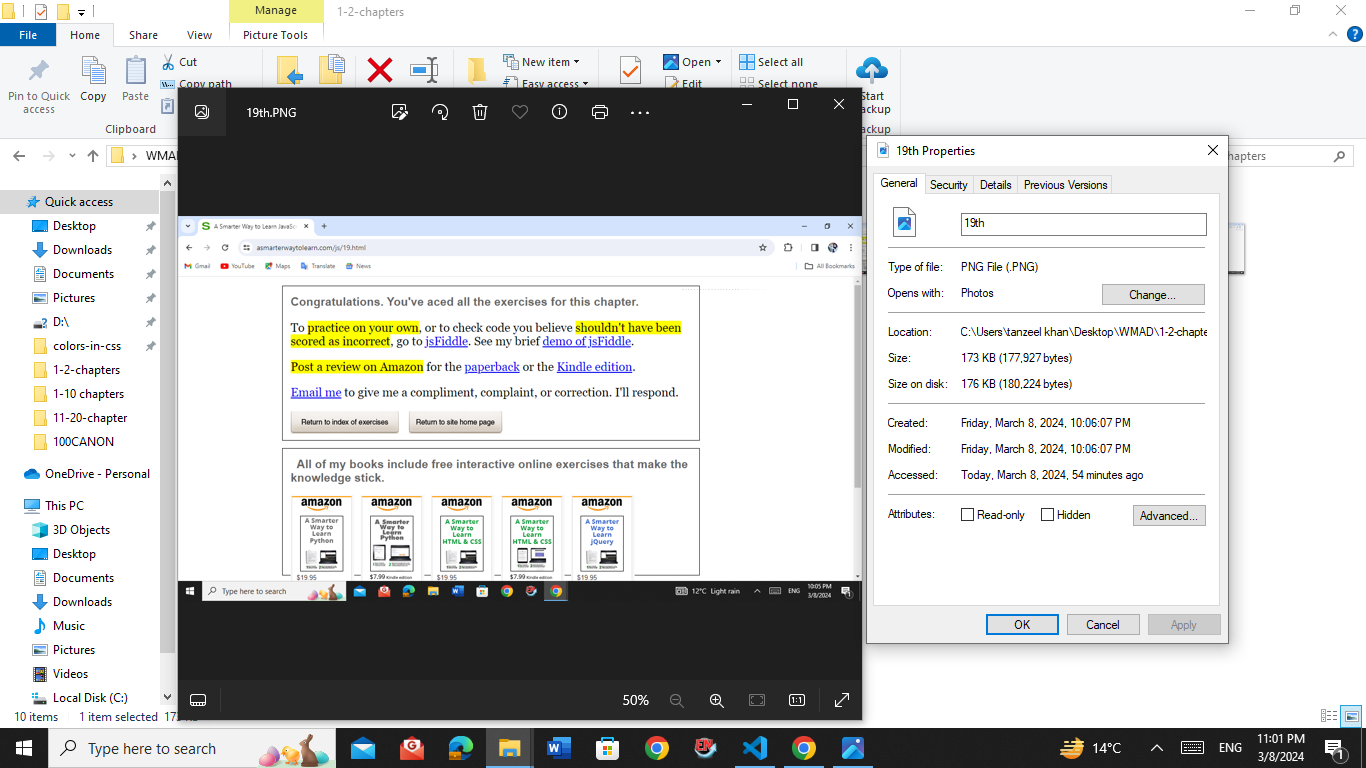 Manage
1-2-chapters
File
Home
Share
View
Picture Tools
Pin to Quick
access
Copy
Paste
Cut
Copy path
New item
Easy access
Open
Edit
Select all
Select none
Start
ckup
Clipboard
ckup
WMA
hapters
Quick access
Desktop
Downloads
Documents
Pictures
D:\
colors-in-css
1-2-chapters
1-10 chapters
11-20-chapter
100CANON
OneDrive - Personal
This PC
3D Objects
Desktop
Documents
Downloads
Music
Pictures
Videos
Local Disk (C:)
10 items
1 item selected
19th.PNG
A Smarter Way to Learn JavaSc
asmarterwaytolearn.com/js/19.html
Gmail
YouTube
Maps
Translate
News
All Bookmarks
Congratulations. You've aced all the exercises for this chapter.
To practice on your own, or to check code you believe shouldn't have been
scored as incorrect, go to jsFiddle. See my brief demo of jsFiddle.
Post a review on Amazon for the paperback or the Kindle edition.
Email me to give me a compliment, complaint, or correction. I'll respond.
Return to index of exercises
Return to site home page
All of my books include free interactive online exercises that make the
knowledge stick.
amazon
amazon
amazon
amazon
amazon
A Smarter Way to Learn Python
A Smarter Way to Learn Python
A Smarter Way to Learn HTML & CSS
A Smarter Way to Learn HTML & CSS
A Smarter Way to Learn jQuery
$19.95
$7.99 Kindle edition
$19.95
$7.99 Kindle edition
$19.95
Type here to search
12°C Light rain
ENG
10:05 PM
3/8/2024
50%
1:1
19th Properties
General
Security
Details
Previous Versions
19th
Type of file:
PNG File (.PNG)
Opens with:
Photos
Change...
Location:
C:\Users\tanzeel khan\Desktop\WMAD\1-2-chapte
Size:
173 KB (177,927 bytes)
Size on disk:
176 KB (180,224 bytes)
Created:
Friday, March 8, 2024, 10:06:07 PM
Modified:
Friday, March 8, 2024, 10:06:07 PM
Accessed:
Today, March 8, 2024, 54 minutes ago
Attributes:
Read-only
Hidden
Advanced...
OK
Cancel
Apply
Type here to search
14°C
ENG
11:01 PM
3/8/2024
1